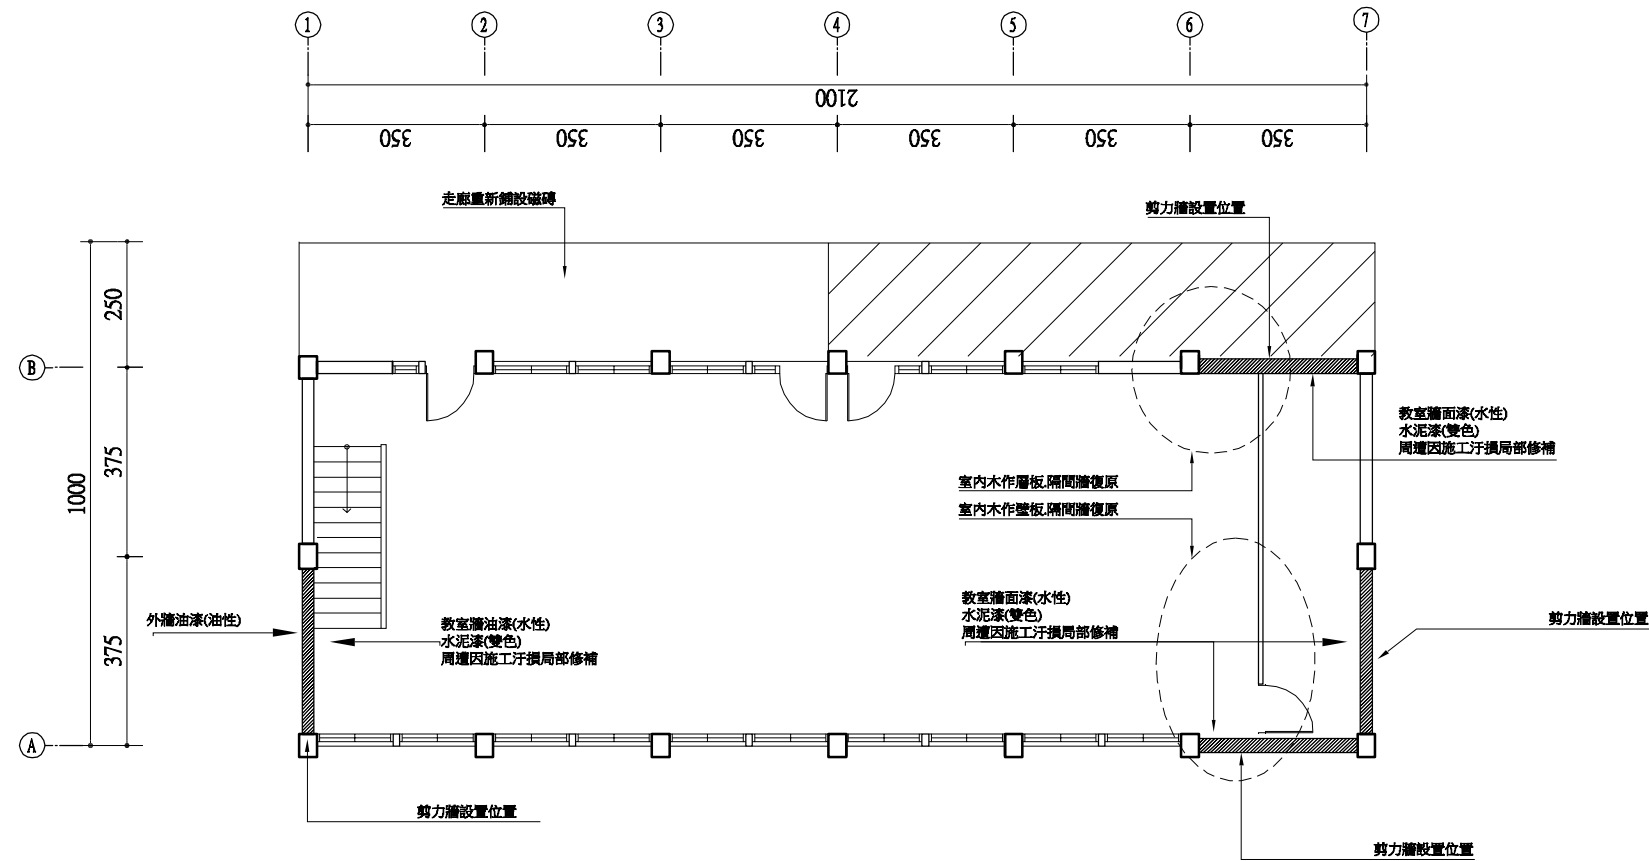 1 2 3 4 5 6 7
2100
350 350 350 350 350 350
走廊重新鋪設磁磚
剪力牆設置位置
250
B
375
1000
教室牆面漆(水性)
水泥漆(雙色)
周遭因施工汙損局部修補
室內木作層板.隔間牆復原
室內木作壁板.隔間牆復原
外牆油漆(油性)
375
教室牆油漆(水性)
水泥漆(雙色)
周遭因施工汙損局部修補
教室牆面漆(水性)
水泥漆(雙色)
周遭因施工汙損局部修補
剪力牆設置位置
A
剪力牆設置位置
剪力牆設置位置